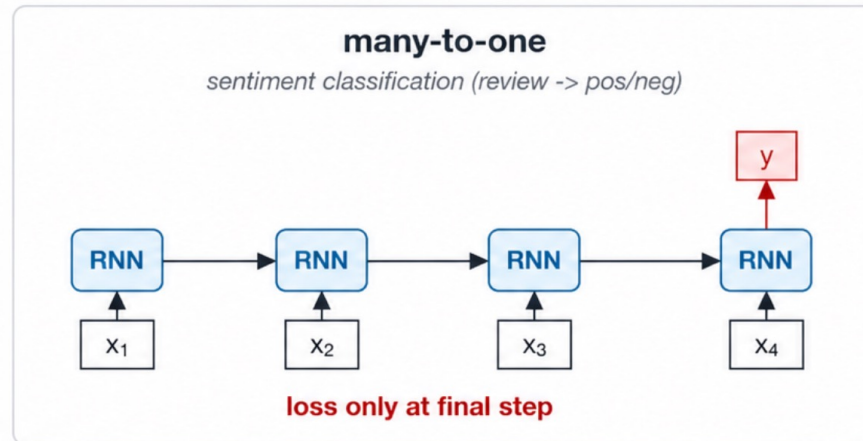 many-to-one
sentiment classification (review -> pos/neg)
y
RNN RNN RNN RNN
x₁ x₂ x₃ x₄
loss only at final step